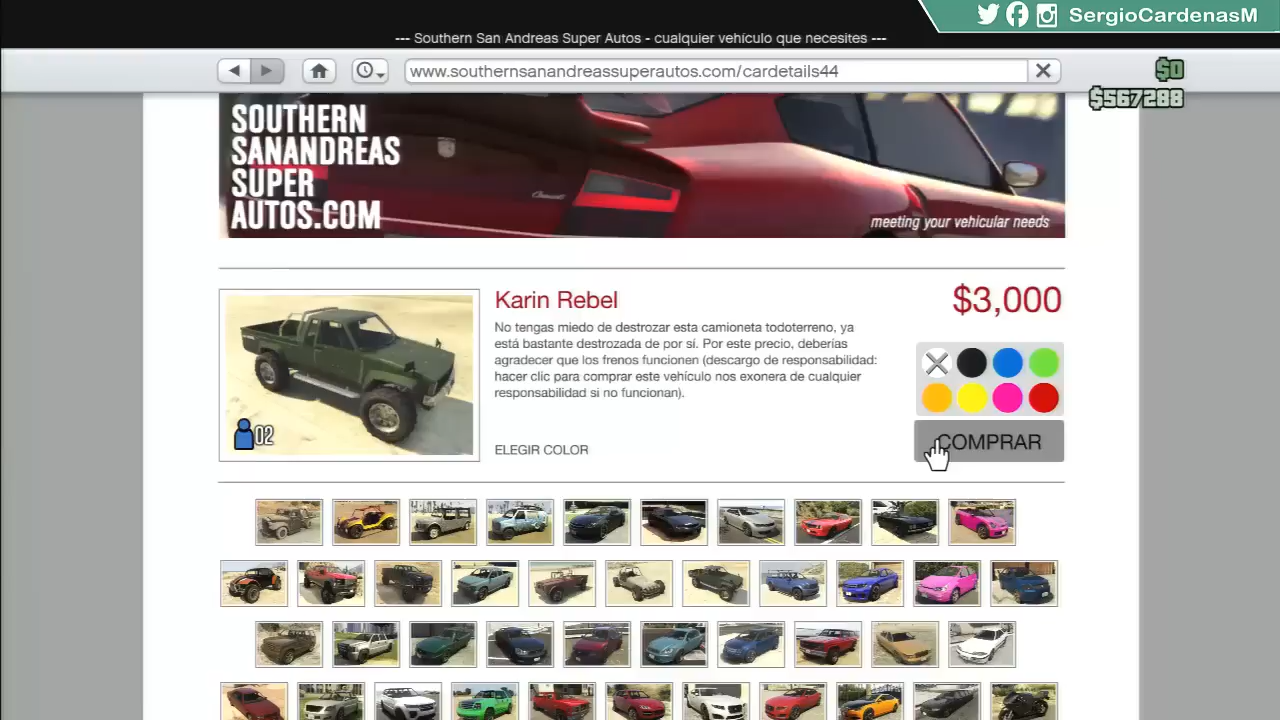 SergioCardenasM
--- Southern San Andreas Super Autos - cualquier vehículo que necesites ---
www.southernsanandreassuperautos.com/cardetails44
$0
$567288
SOUTHERN
SANANDREAS
SUPER
AUTOS.COM
meeting your vehicular needs
Karin Rebel
$3,000
No tengas miedo de destrozar esta camioneta todoterreno, ya
está bastante destrozada de por sí. Por este precio, deberías
agradecer que los frenos funcionen (descargo de responsabilidad:
hacer clic para comprar este vehículo nos exonera de cualquier
responsabilidad si no funcionan).
02
ELEGIR COLOR
COMPRAR